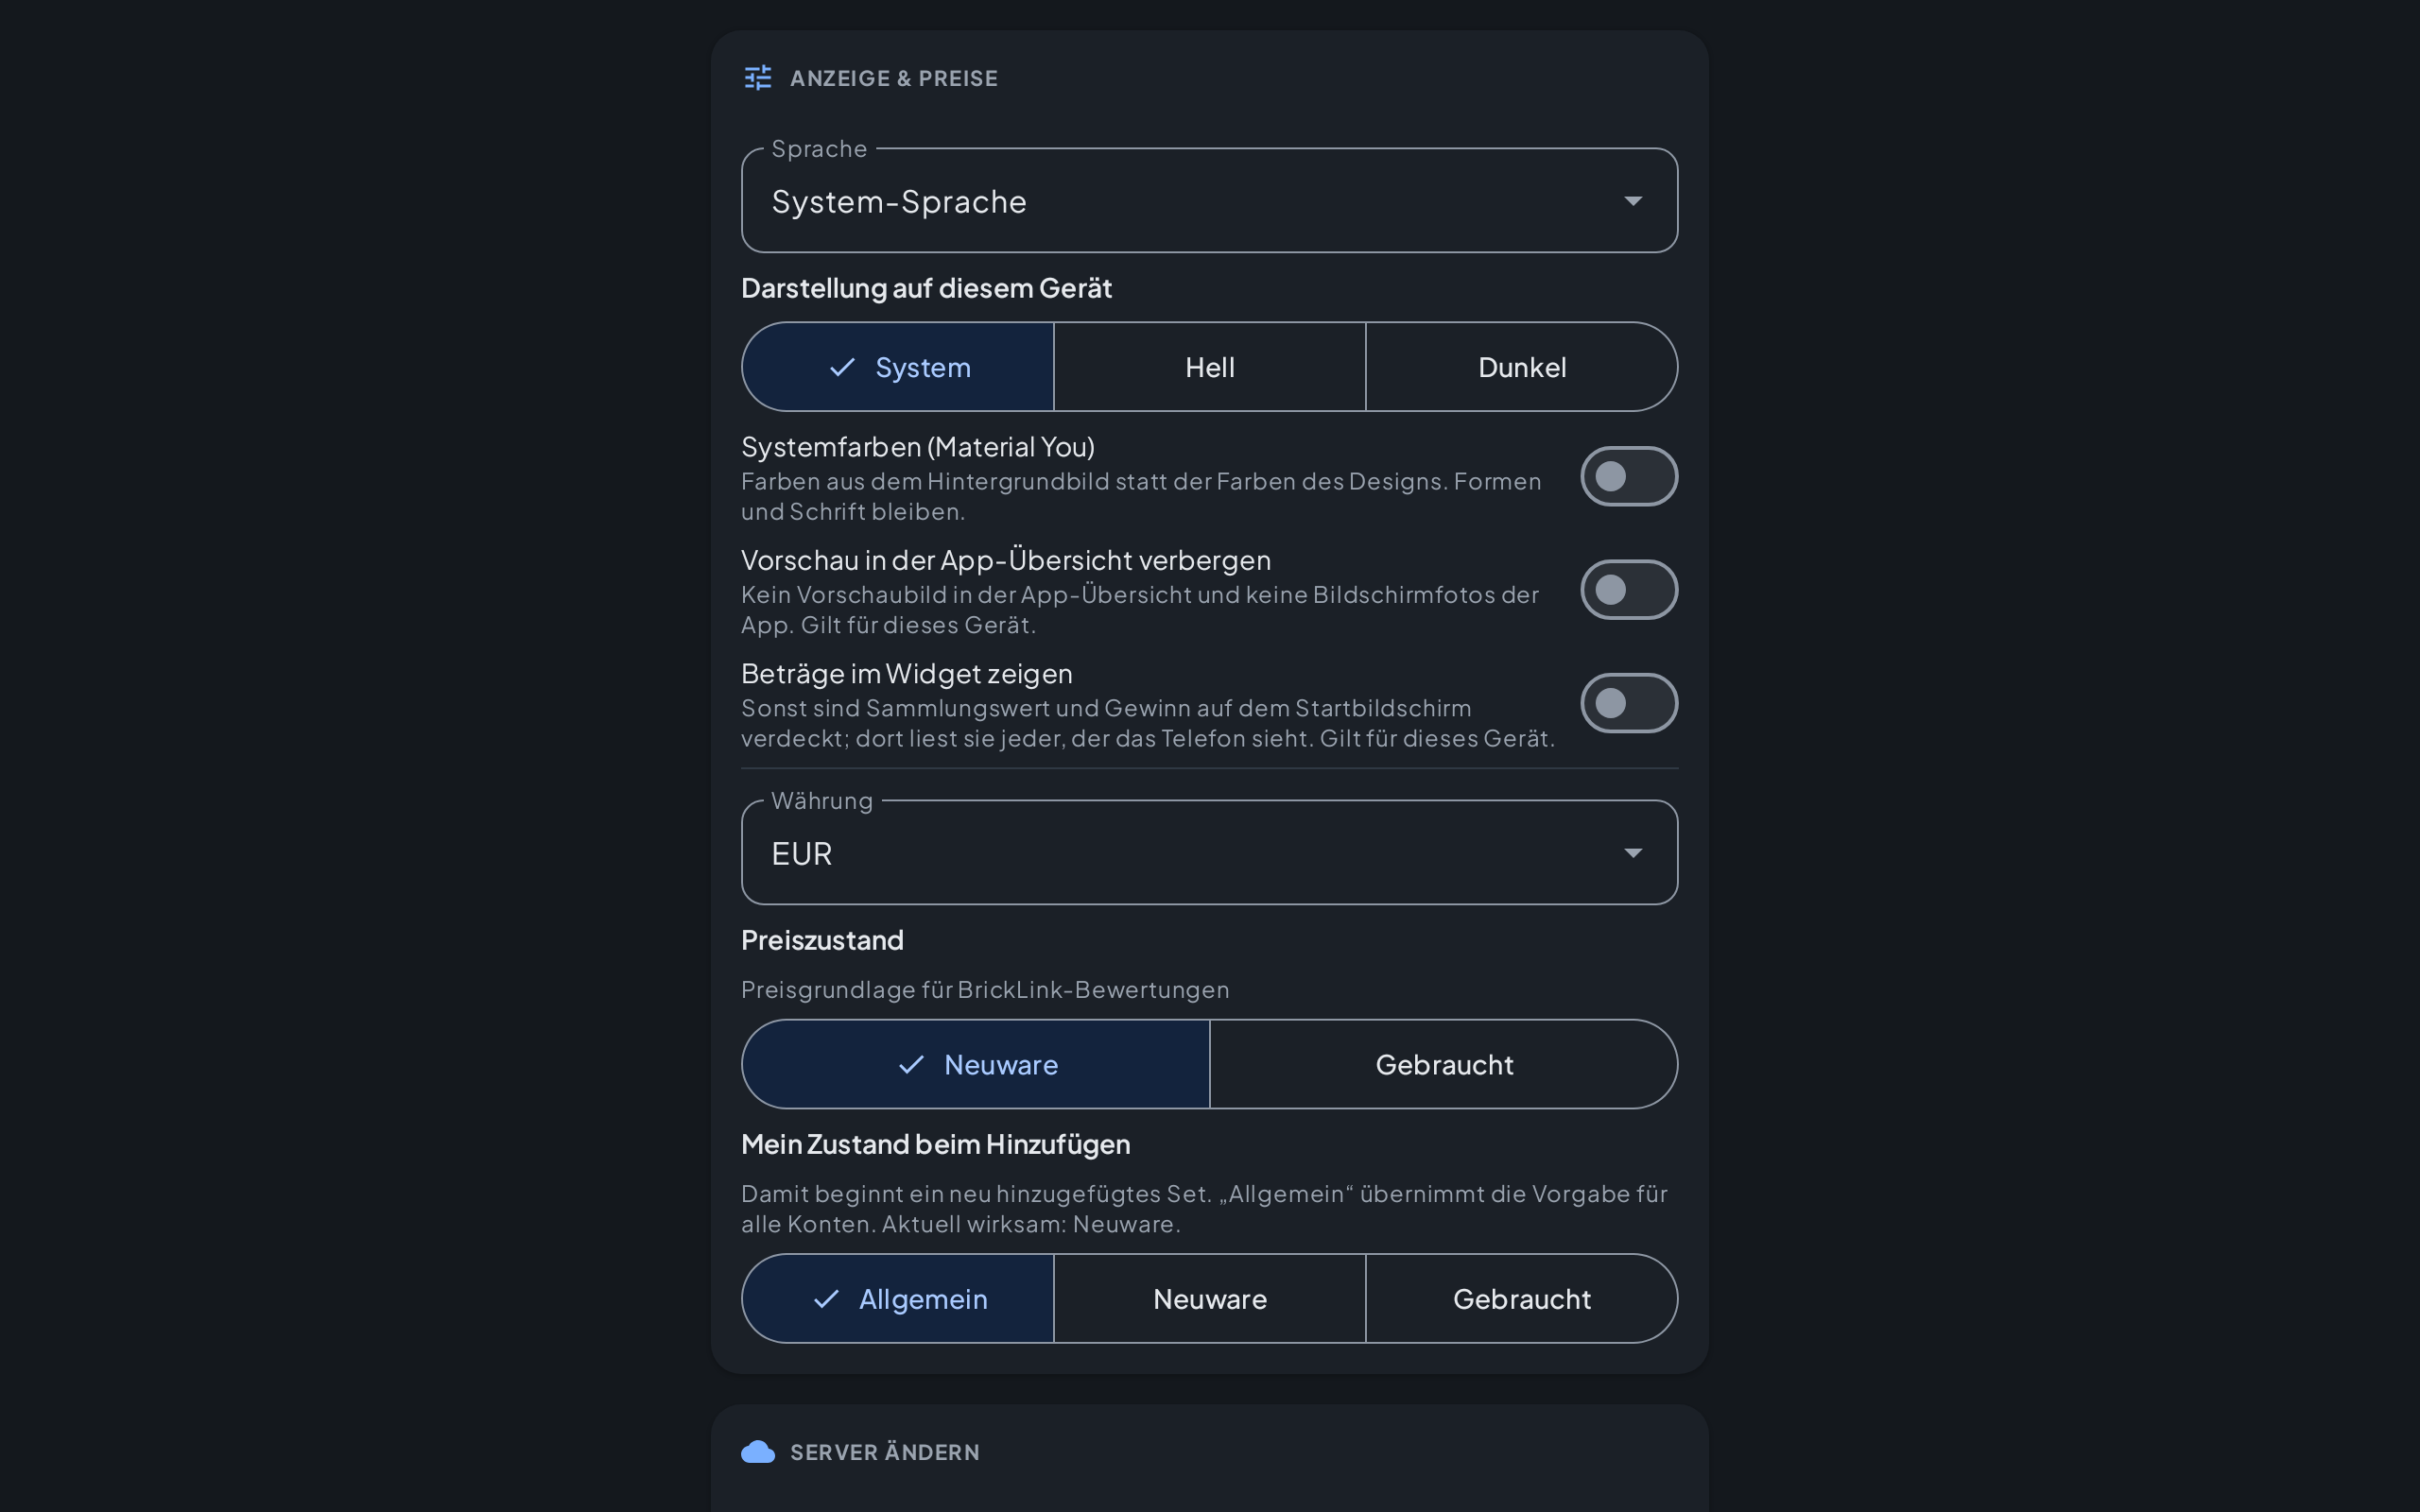 ANZEIGE & PREISE
Sprache
System-Sprache
Darstellung auf diesem Gerät
System
Hell
Dunkel
Systemfarben (Material You)
Farben aus dem Hintergrundbild statt der Farben des Designs. Formen
und Schrift bleiben.
Vorschau in der App-Übersicht verbergen
Kein Vorschaubild in der App-Übersicht und keine Bildschirmfotos der
App. Gilt für dieses Gerät.
Beträge im Widget zeigen
Sonst sind Sammlungswert und Gewinn auf dem Startbildschirm
verdeckt; dort liest sie jeder, der das Telefon sieht. Gilt für dieses Gerät.
Währung
EUR
Preiszustand
Preisgrundlage für BrickLink-Bewertungen
Neuware
Gebraucht
Mein Zustand beim Hinzufügen
Damit beginnt ein neu hinzugefügtes Set. „Allgemein“ übernimmt die Vorgabe für
alle Konten. Aktuell wirksam: Neuware.
Allgemein
Neuware
Gebraucht
SERVER ÄNDERN